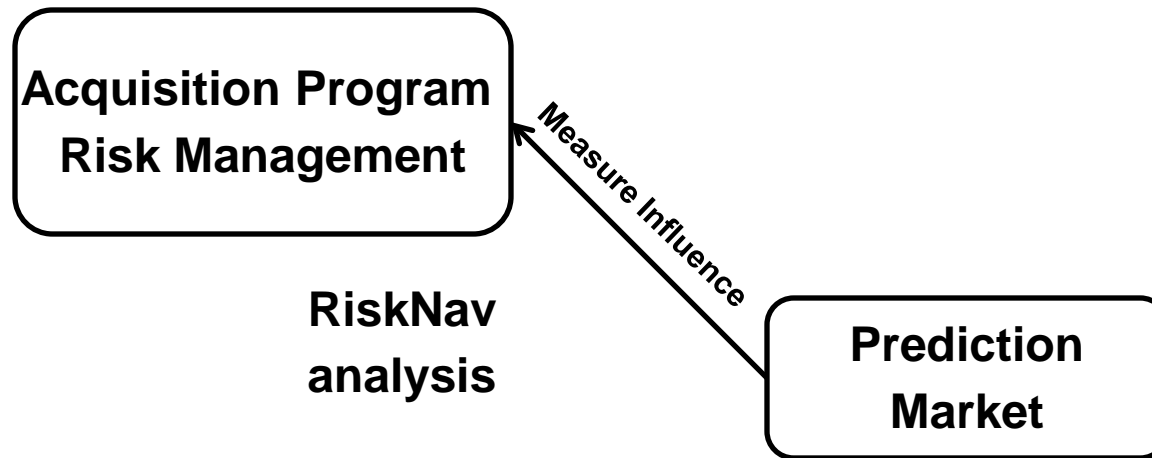 Acquisition Program
Risk Management
Measure Influence
RiskNav
analysis
Prediction
Market